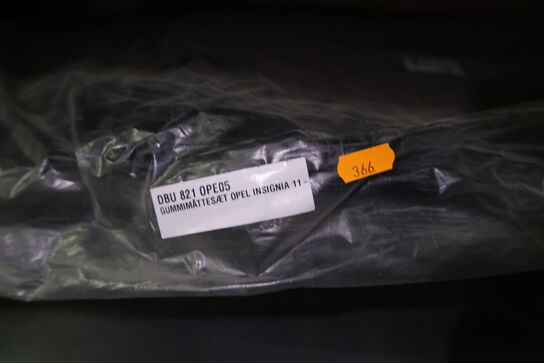 DBU 821 OPE05
GUMMIMÅTTESÆT OPEL INSIGNIA 11-
366